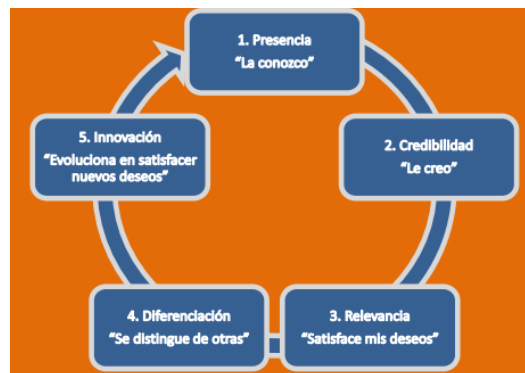 1. Presencia
“La conozco”
2. Credibilidad
“Le creo”
3. Relevancia
“Satisface mis deseos”
4. Diferenciación
“Se distingue de otras”
5. Innovación
“Evoluciona en satisfacer
nuevos deseos”